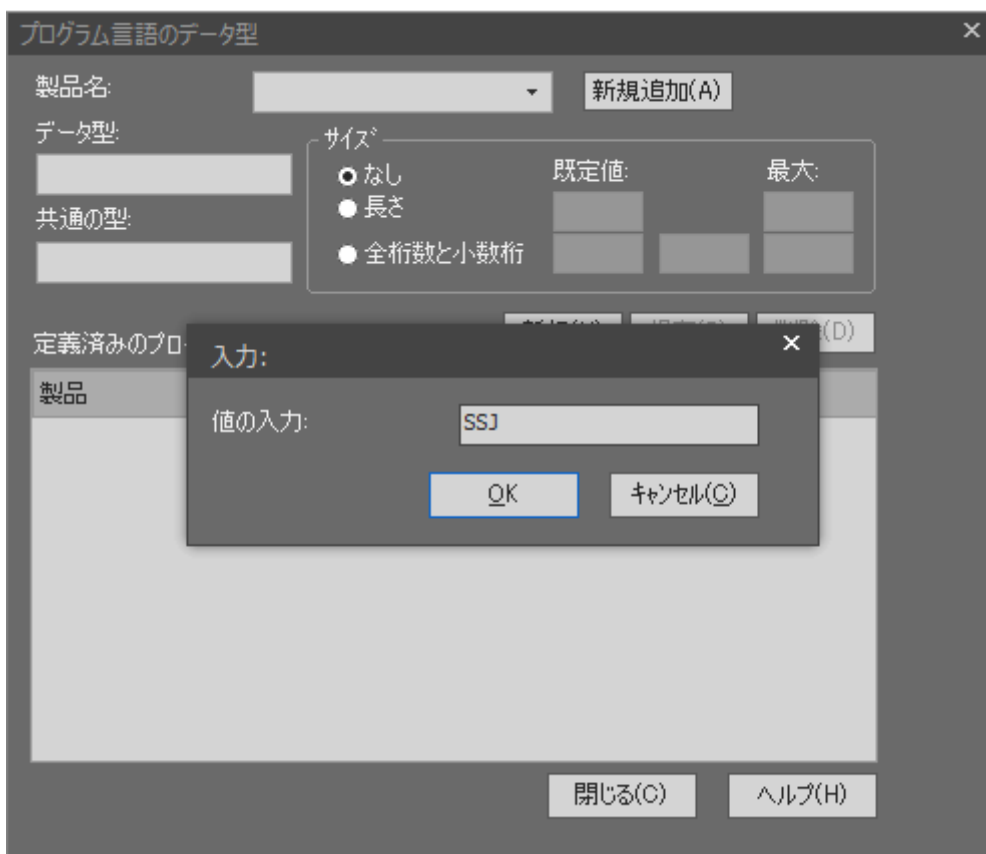 プログラム言語のデータ型
製品名:
新規追加(A)
データ型:
サイズ
なし
既定値:
最大:
長さ
共通の型:
全桁数と小数桁
(D)
定義済みのプロ
入力:
製品
値の入力:
SSJ
OK
キャンセル(C)
閉じる(C)
ヘルプ(H)